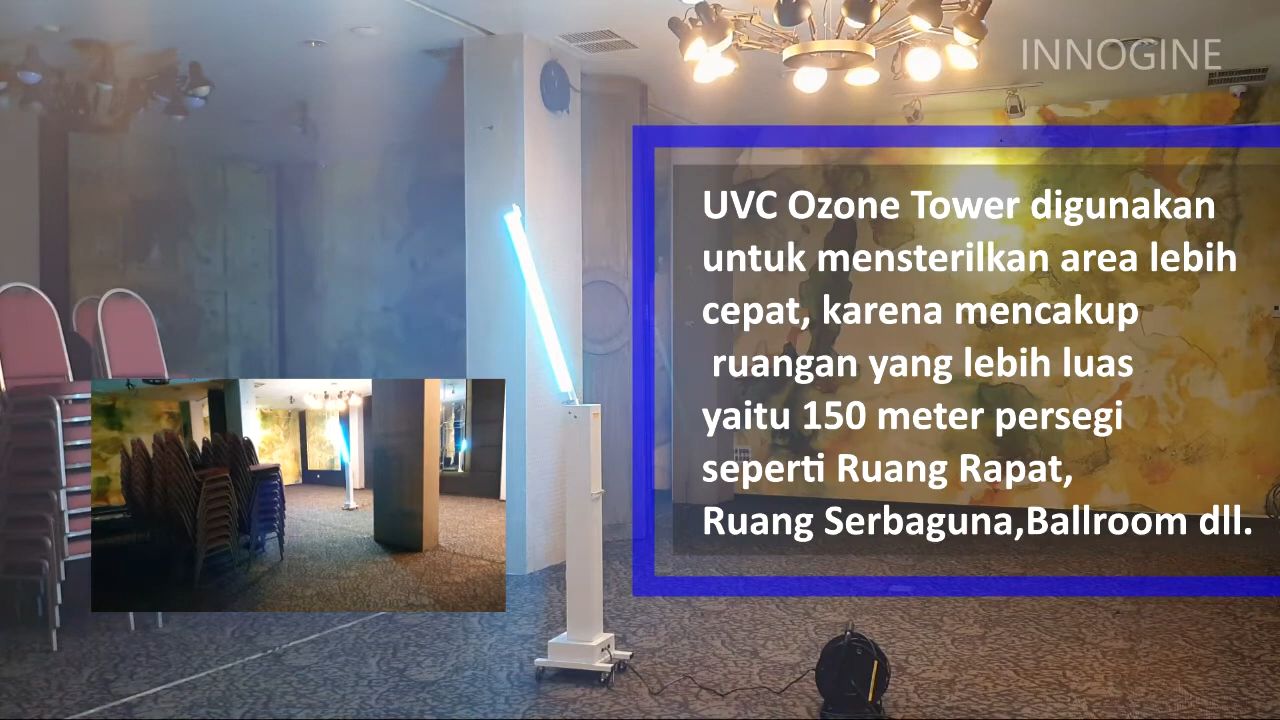 INNOGINE
UVC Ozone Tower digunakan
untuk mensterilkan area lebih
cepat, karena mencakup
ruangan yang lebih luas
yaitu 150 meter persegi
seperti Ruang Rapat,
Ruang Serbaguna,Ballroom dll.